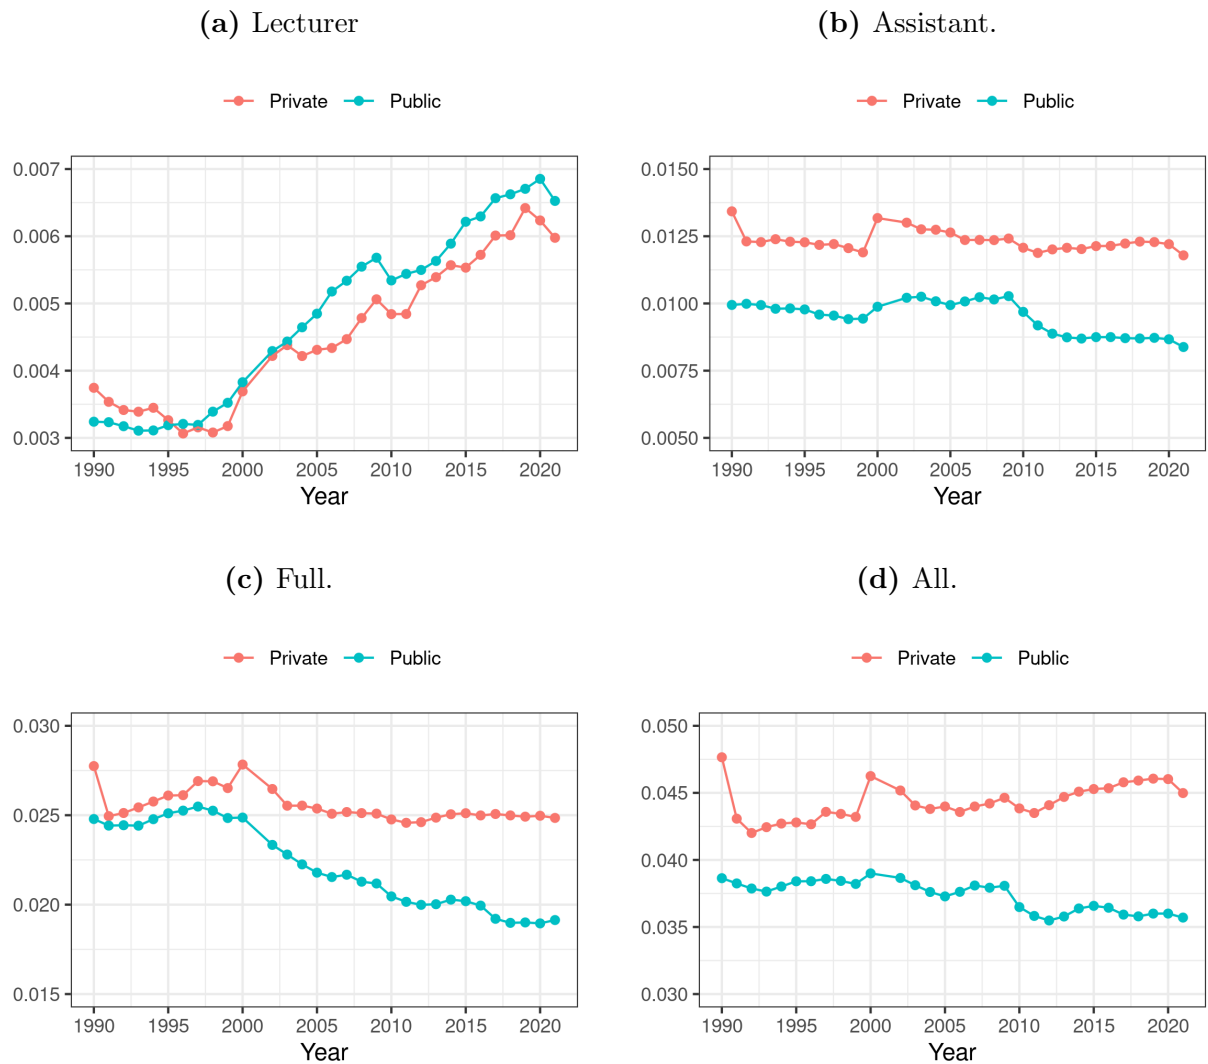 (a) Lecturer
Private Public
0.007
0.006
0.005
0.004
0.003
1990 1995 2000 2005 2010 2015 2020
Year
(b) Assistant.
Private Public
0.0150
0.0125
0.0100
0.0075
0.0050
1990 1995 2000 2005 2010 2015 2020
Year
(c) Full.
Private Public
0.030
0.025
0.020
0.015
1990 1995 2000 2005 2010 2015 2020
Year
(d) All.
Private Public
0.050
0.045
0.040
0.035
0.030
1990 1995 2000 2005 2010 2015 2020
Year